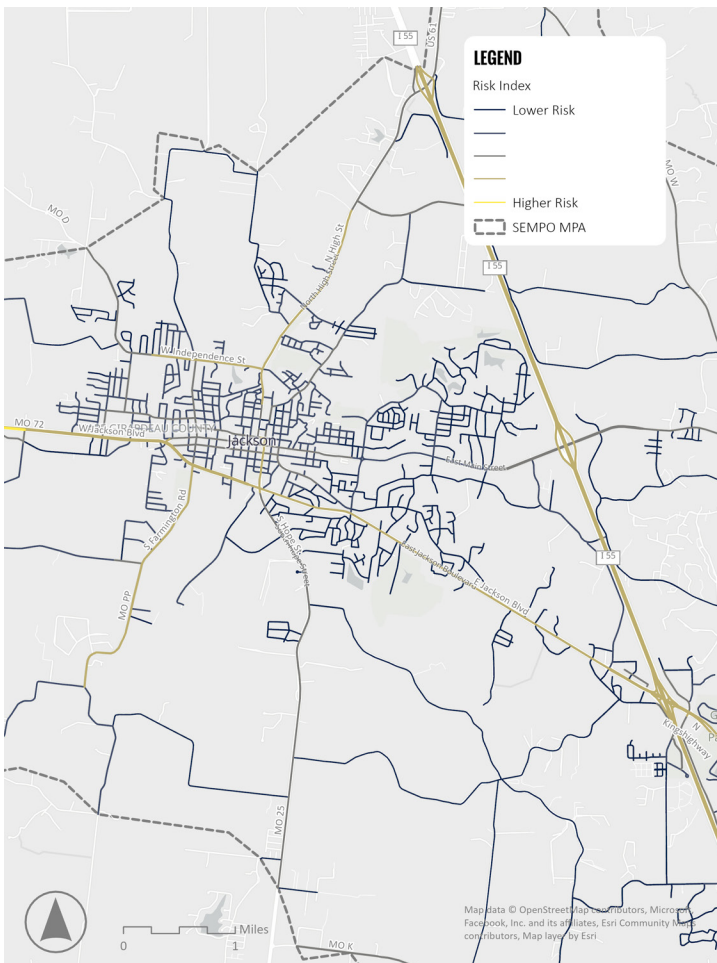 I 55
US 61
LEGEND
Risk Index
Lower Risk
Higher Risk
SEMPO MPA
MO W
MO D
N High St
North High Street
I 55
W Independence St
MO 72
W Jackson Blvd
GIRARDEAU COUNTY
Jackson
East Main Street
S Farmington Rd
S Hope St
East Jackson Boulevard
E Jackson Blvd
I 55
MO PP
N
Kingshighway
MO 25
MO K
0
1
Miles
Map data © OpenStreetMap contributors, Microsoft,
Facebook, Inc. and its affiliates, Esri Community Maps
contributors, Map layer by Esri